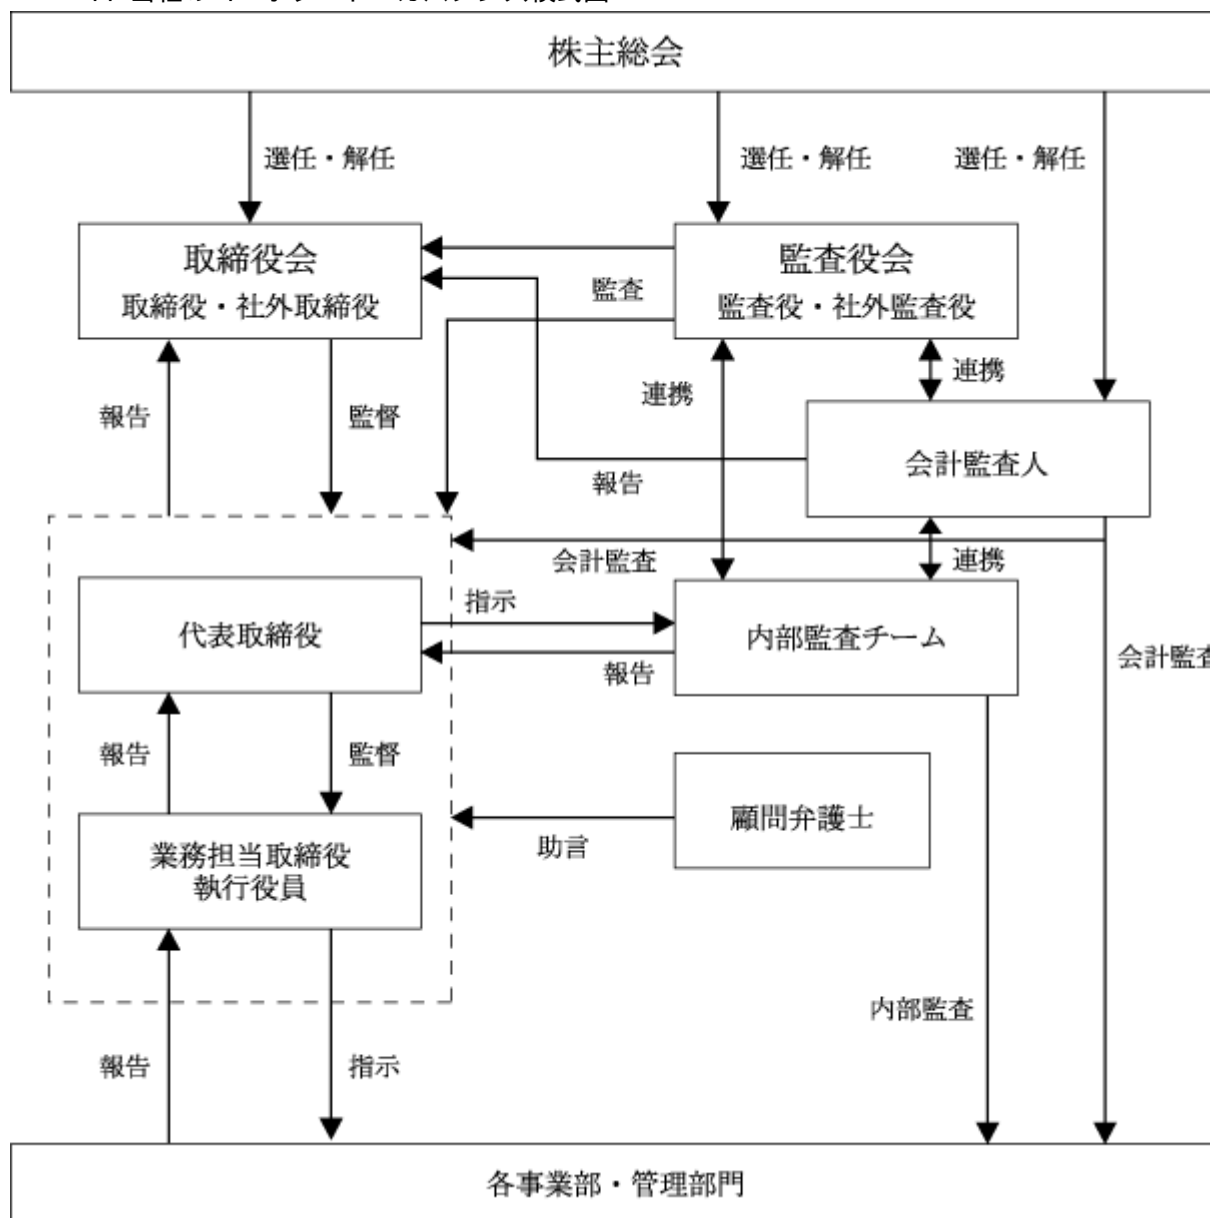 株主総会
選任・解任
選任・解任
選任・解任
取締役会
取締役・社外取締役
監査役会
監査役・社外監査役
監査
連携
連携
報告
監督
会計監査人
報告
会計監査
連携
指示
代表取締役
内部監査チーム
報告
会計監査
報告
監督
顧問弁護士
助言
業務担当取締役
執行役員
内部監査
報告
指示
各事業部・管理部門